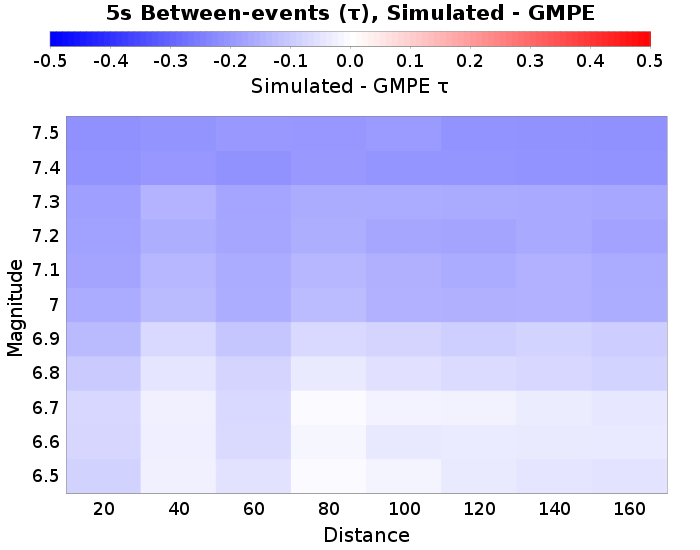 5s Between-events (τ), Simulated - GMPE
-0.5 -0.4 -0.3 -0.2 -0.1 0.0 0.1 0.2 0.3 0.4 0.5
Simulated - GMPE τ
Magnitude
7.5
7.4
7.3
7.2
7.1
7
6.9
6.8
6.7
6.6
6.5
20 40 60 80 100 120 140 160
Distance